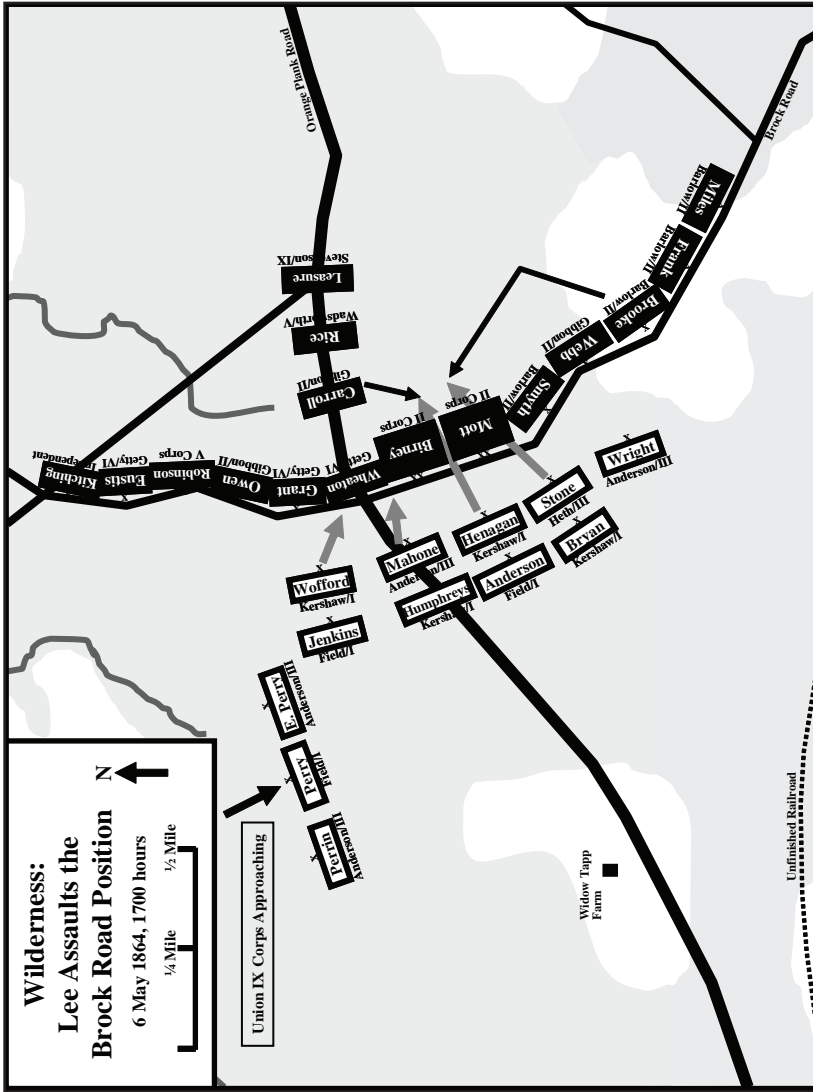 Wilderness:
Lee Assaults the
Brock Road Position
6 May 1864, 1700 hours
¼ Mile
½ Mile
N
Union IX Corps Approaching
Orange Plank Road
Brock Road
Leasure
Stevenson/IX
Rice
Wadsworth/V
Carroll
Gibbon/II
Kitching
Independent
Eustis
Getty/VI
Robinson
V Corps
Owen
Gibbon/II
Grant
Getty/VI
Wheaton
Getty/VI
Birney
II Corps
Mott
II Corps
Smyth
Barlow/II
Webb
Gibbon/II
Brooke
Barlow/II
Frank
Barlow/II
Miles
Barlow/II
Wofford
Kershaw/I
Jenkins
Field/I
E. Perry
Anderson/III
Perry
Field/I
Perrin
Anderson/III
Mahone
Anderson/III
Humphreys
Kershaw/I
Henagan
Kershaw/I
Anderson
Field/I
Stone
Heth/III
Bryan
Kershaw/I
Wright
Anderson/III
Widow Tapp
Farm
Unfinished Railroad